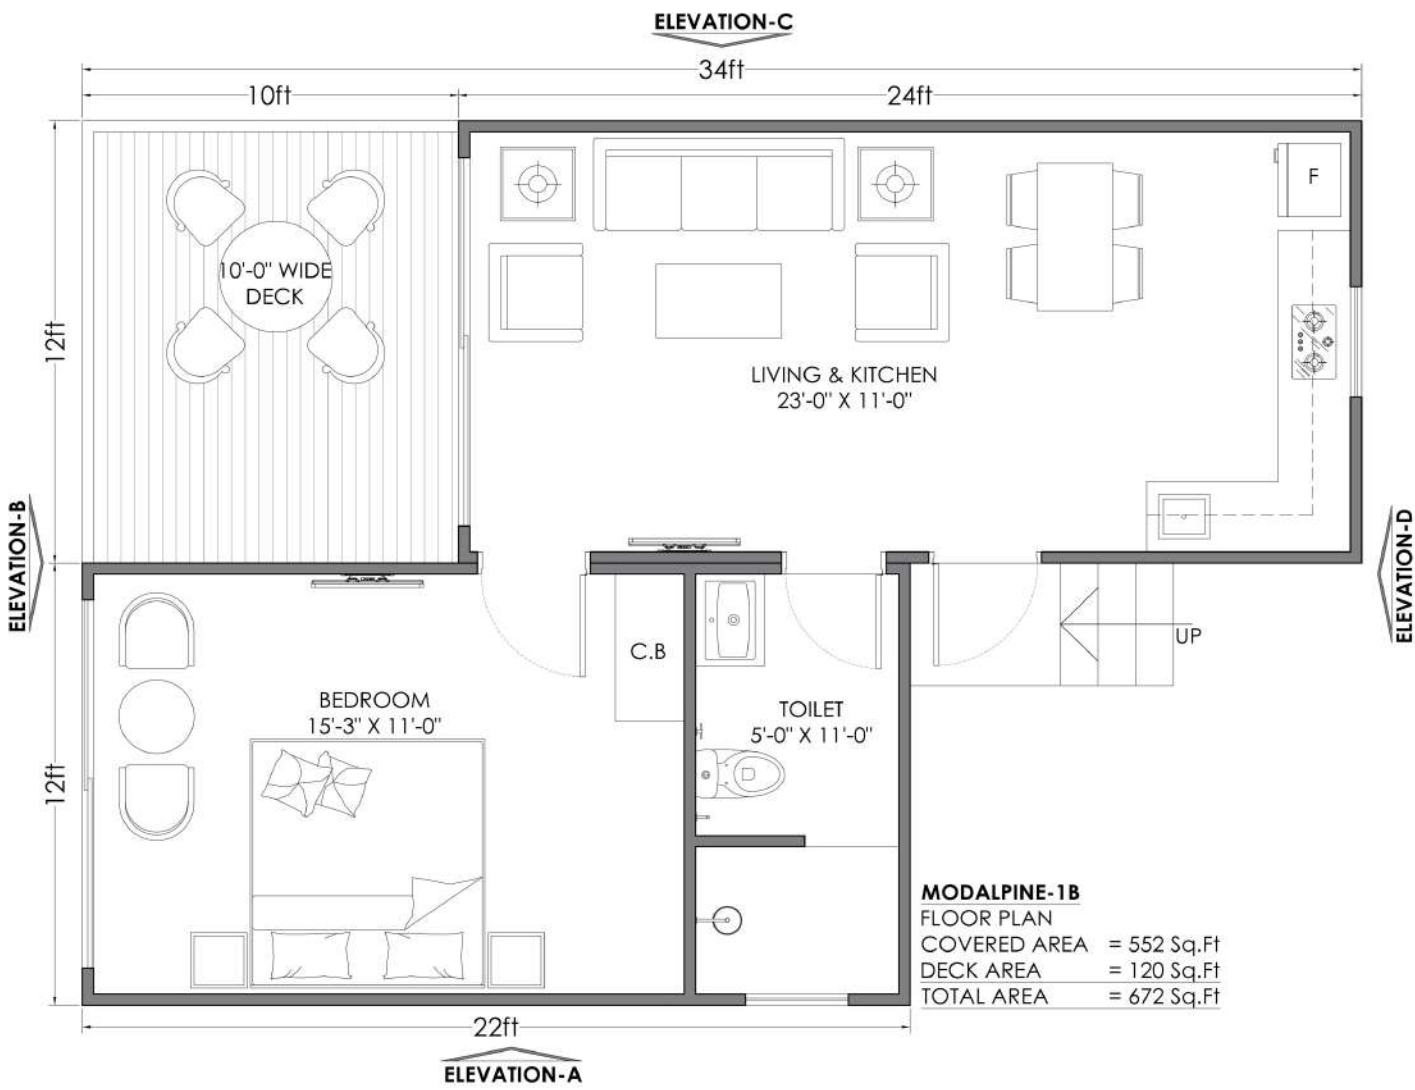 ELEVATION-C
34ft
10ft
24ft
F
10'-0" WIDE
DECK
12ft
LIVING & KITCHEN
23'-0" X 11'-0"
ELEVATION-B
ELEVATION-D
UP
C.B
BEDROOM
15'-3" X 11'-0"
TOILET
5'-0" X 11'-0"
12ft
MODALPINE-1B
FLOOR PLAN
COVERED AREA = 552 Sq.Ft
DECK AREA = 120 Sq.Ft
TOTAL AREA = 672 Sq.Ft
22ft
ELEVATION-A